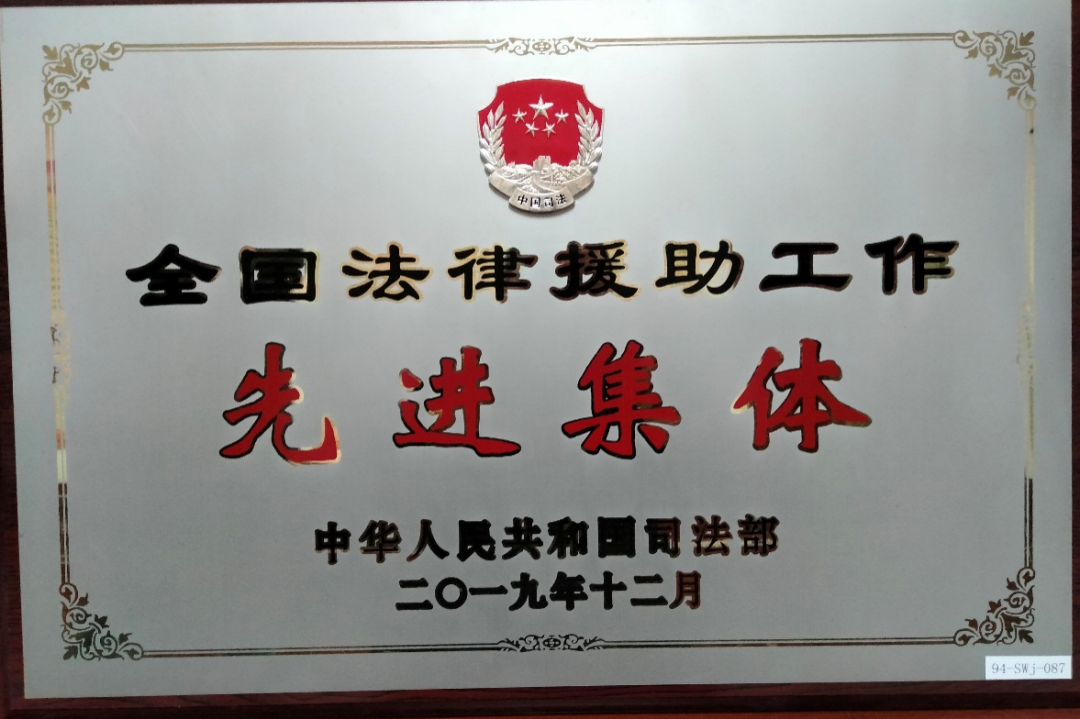 中国司法
全国法律援助工作
先进集体
中华人民共和国司法部
二〇一九年十二月
94-SWj-087